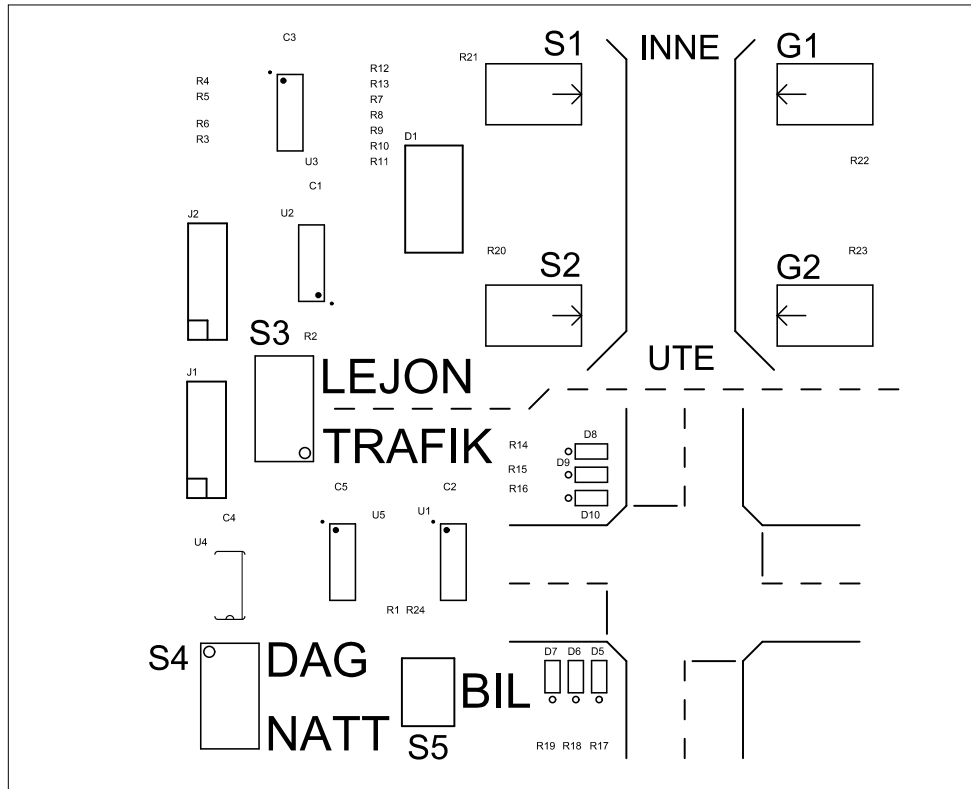 C3
S1
INNE
G1
R21
R12
R4
R13
R5
R7
R8
R6
R9
R3
D1
R10
U3
R11
R22
C1
J2
U2
R20
S2
G2
R23
S3
R2
UTE
LEJON
J1
TRAFIK
R14
D8
D9
R15
R16
C5
C2
D10
C4
U5
U1
U4
R1 R24
S4
DAG
D7 D6 D5
BIL
NATT
S5
R19 R18 R17